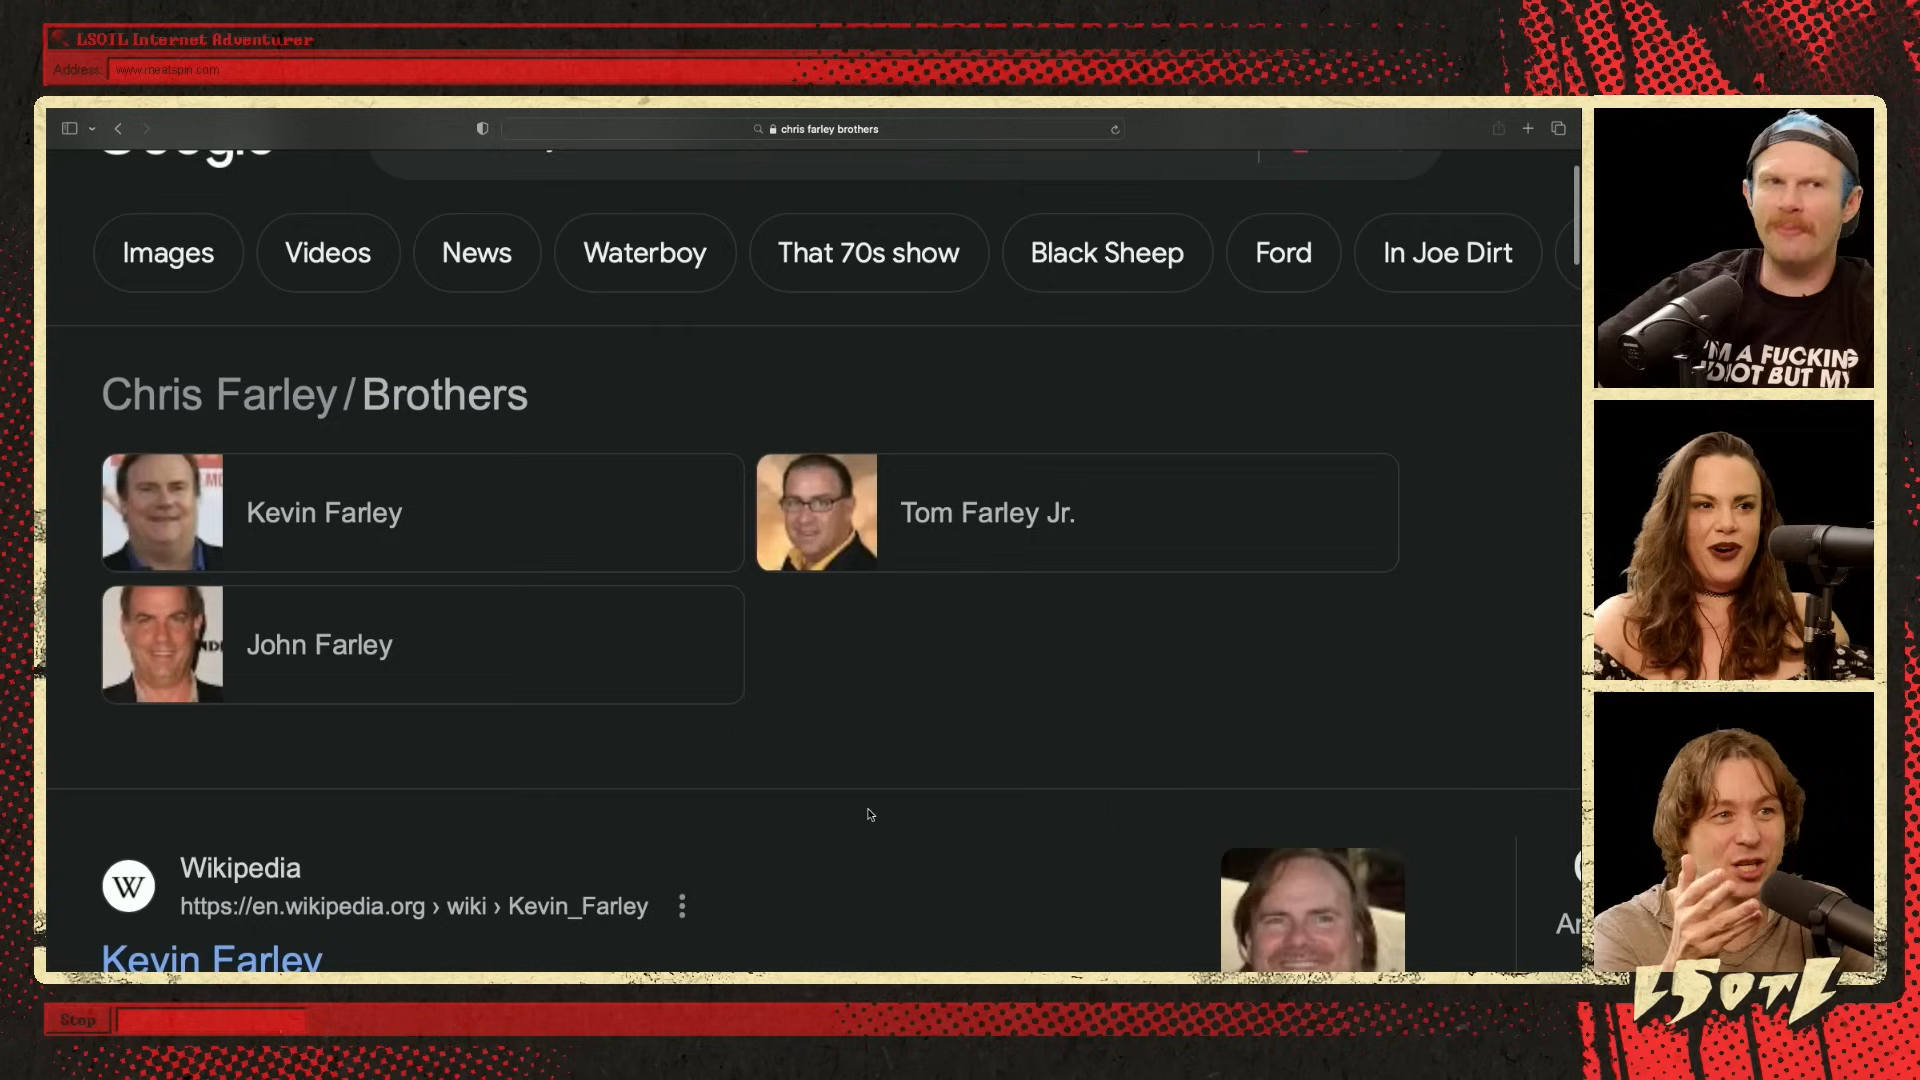 LSOTL Internet Adventurer
Address: www.meatspin.com
chris farley brothers
Google
Images
Videos
News
Waterboy
That 70s show
Black Sheep
Ford
In Joe Dirt
Chris Farley/Brothers
Kevin Farley
Tom Farley Jr.
John Farley
W
Wikipedia
https://en.wikipedia.org › wiki › Kevin_Farley
Kevin Farley
'M A FUCKING
DIOT BUT MY
LSOTL
Stop